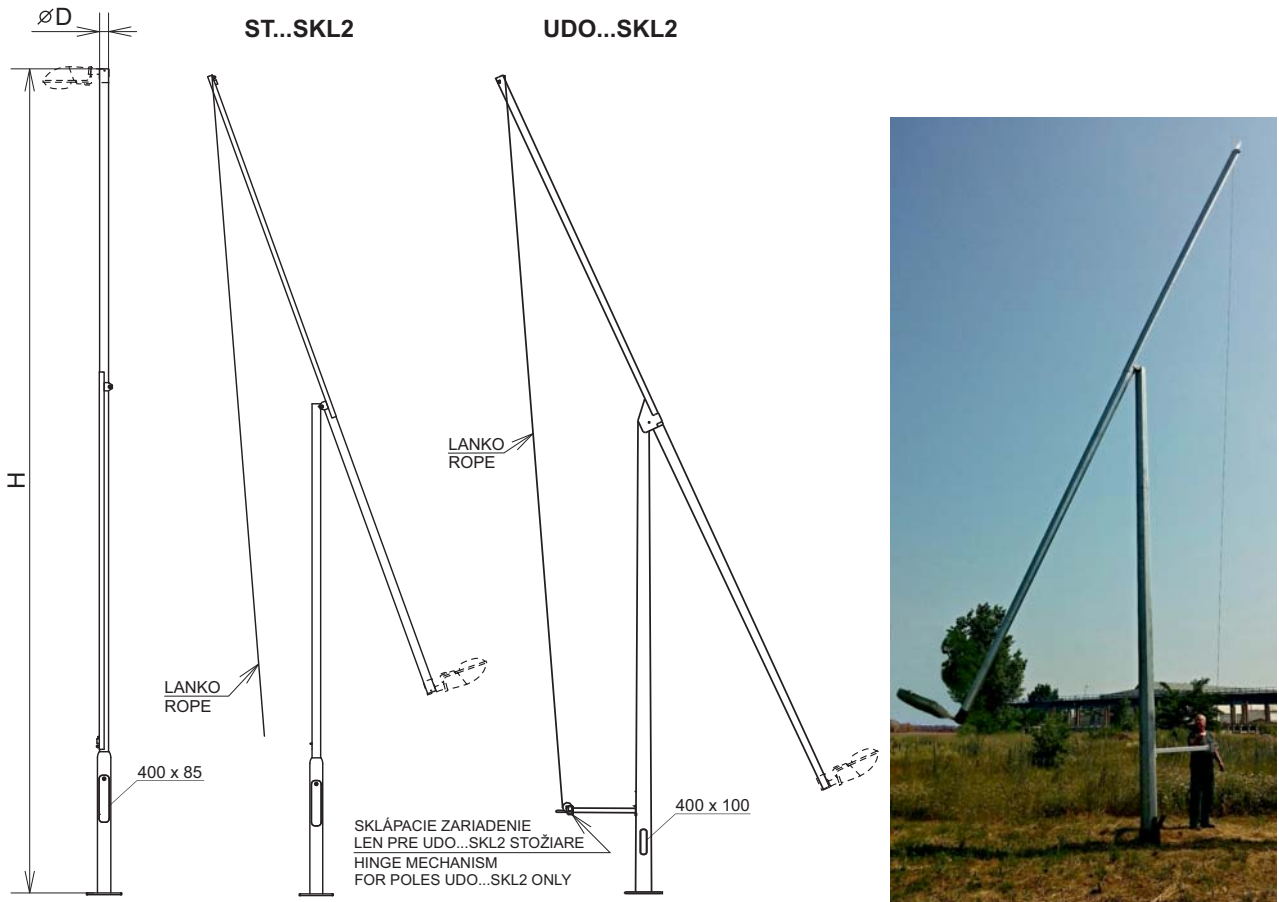 ⌀D
ST...SKL2
UDO...SKL2
H
LANKO
ROPE
LANKO
ROPE
400 x 85
400 x 100
SKLÁPACIE ZARIADENIE
LEN PRE UDO...SKL2 STOŽIARE
HINGE MECHANISM
FOR POLES UDO...SKL2 ONLY